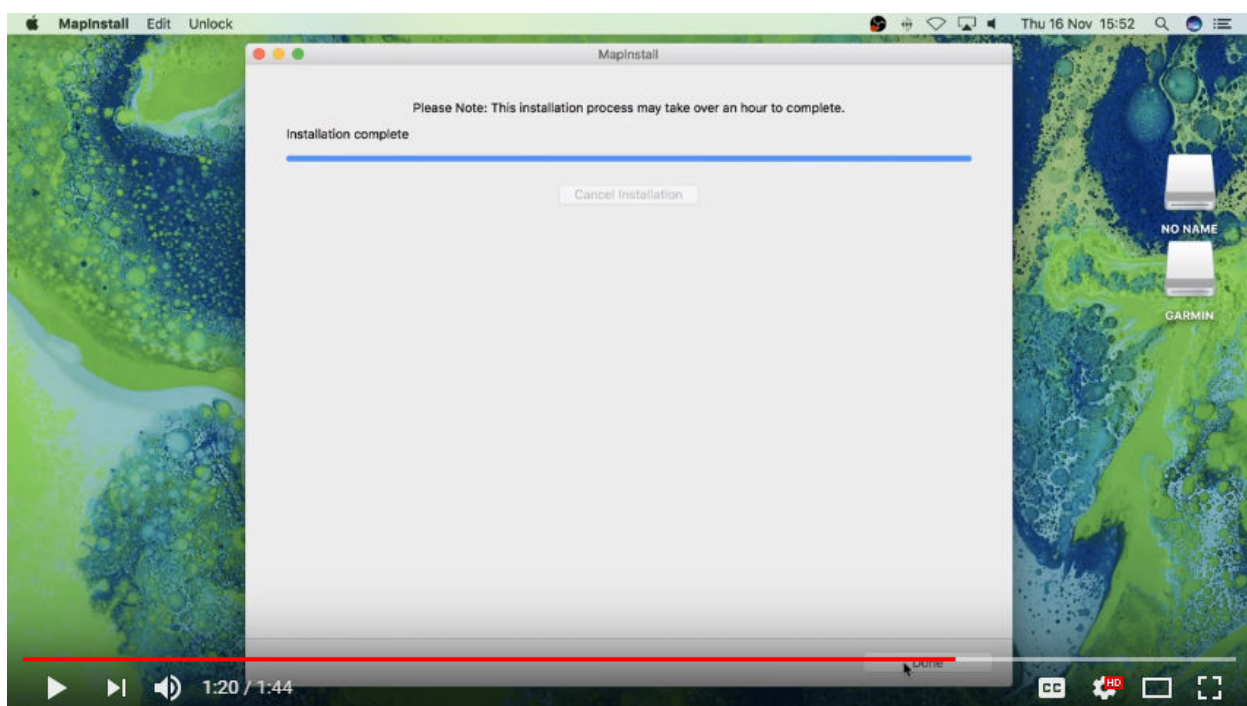 MapInstall Edit Unlock Thu 16 Nov 15:52
MapInstall
Please Note: This installation process may take over an hour to complete.
Installation complete
Cancel Installation
NO NAME
GARMIN
Done
1:20 / 1:44 CC HD